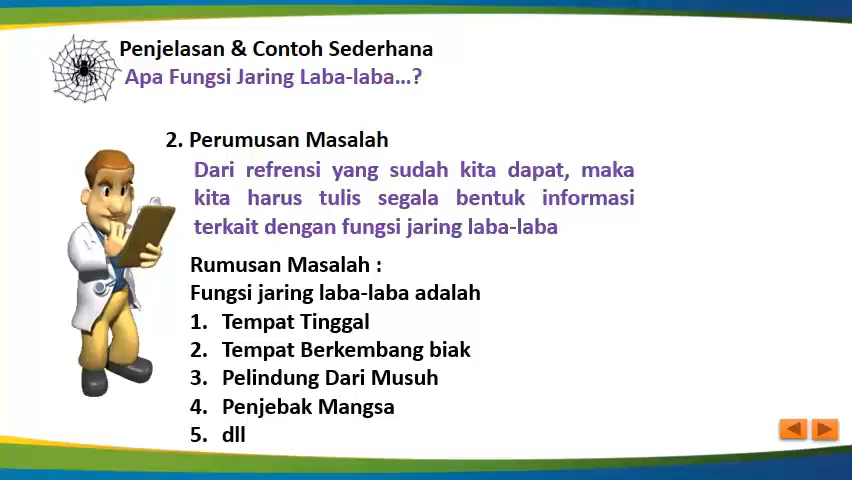 Penjelasan & Contoh Sederhana
Apa Fungsi Jaring Laba-laba...?
2. Perumusan Masalah
Dari refrensi yang sudah kita dapat, maka
kita harus tulis segala bentuk informasi
terkait dengan fungsi jaring laba-laba
Rumusan Masalah :
Fungsi jaring laba-laba adalah
1. Tempat Tinggal
2. Tempat Berkembang biak
3. Pelindung Dari Musuh
4. Penjebak Mangsa
5. dll